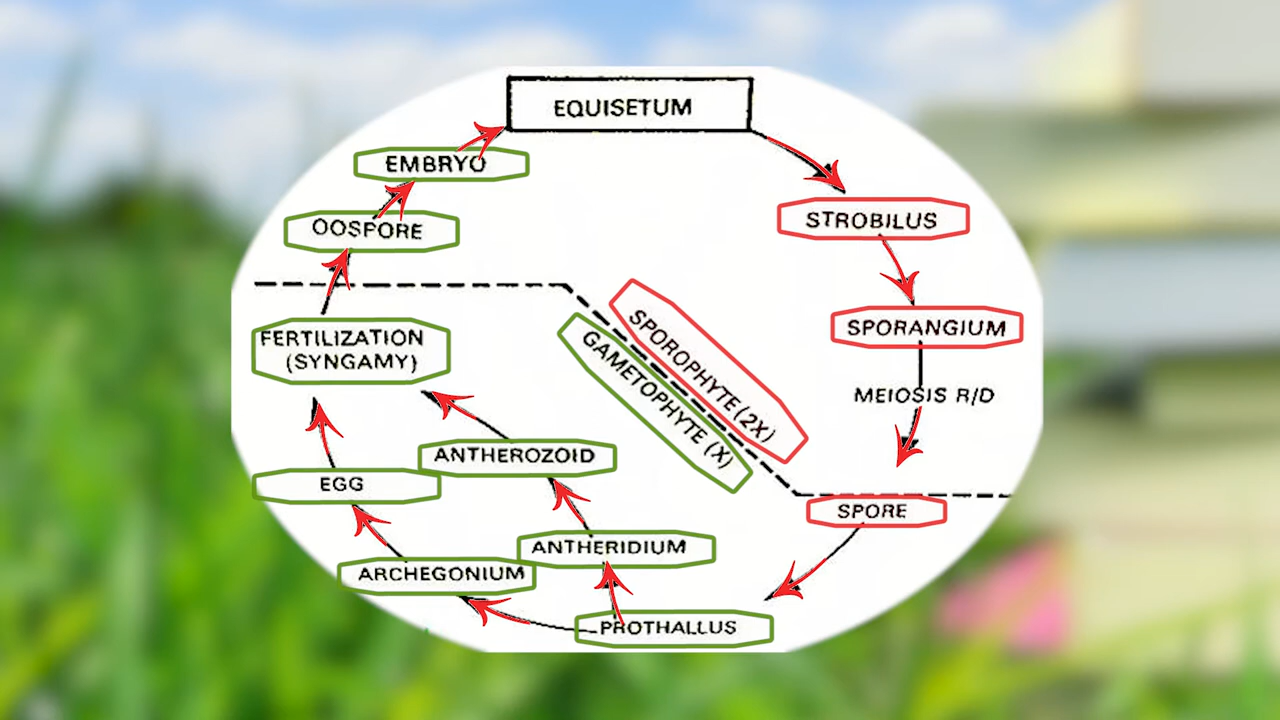 EQUISETUM
EMBRYO
STROBILUS
OOSPORE
SPORANGIUM
FERTILIZATION
(SYNGAMY)
SPOROPHYTE (2X)
GAMETOPHYTE (X)
MEIOSIS R/D
ANTHEROZOID
EGG
SPORE
ANTHERIDIUM
ARCHEGONIUM
PROTHALLUS